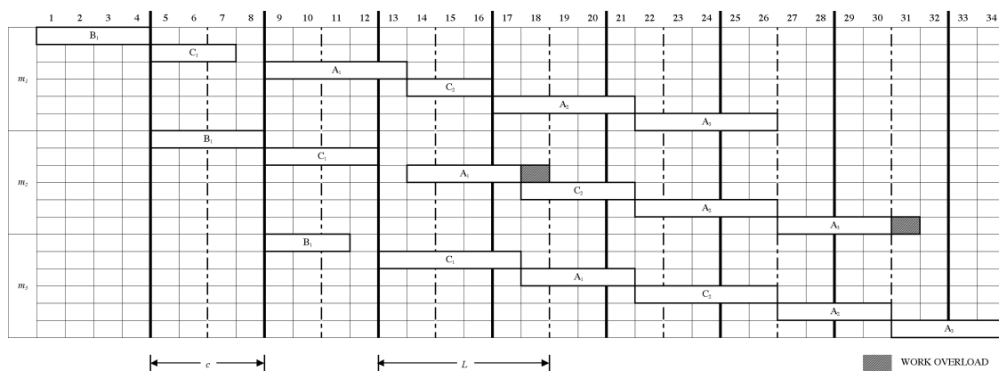 1 2 3 4 5 6 7 8 9 10 11 12 13 14 15 16 17 18 19 20 21 22 23 24 25 26 27 28 29 30 31 32 33 34
B₁
C₁
m₁ A₁
C₂
A₂
A₃
B₁
C₁
m₂ A₁
C₂
A₂
A₃
B₁
C₁
m₃ A₁
C₂
A₂
A₃
c L WORK OVERLOAD